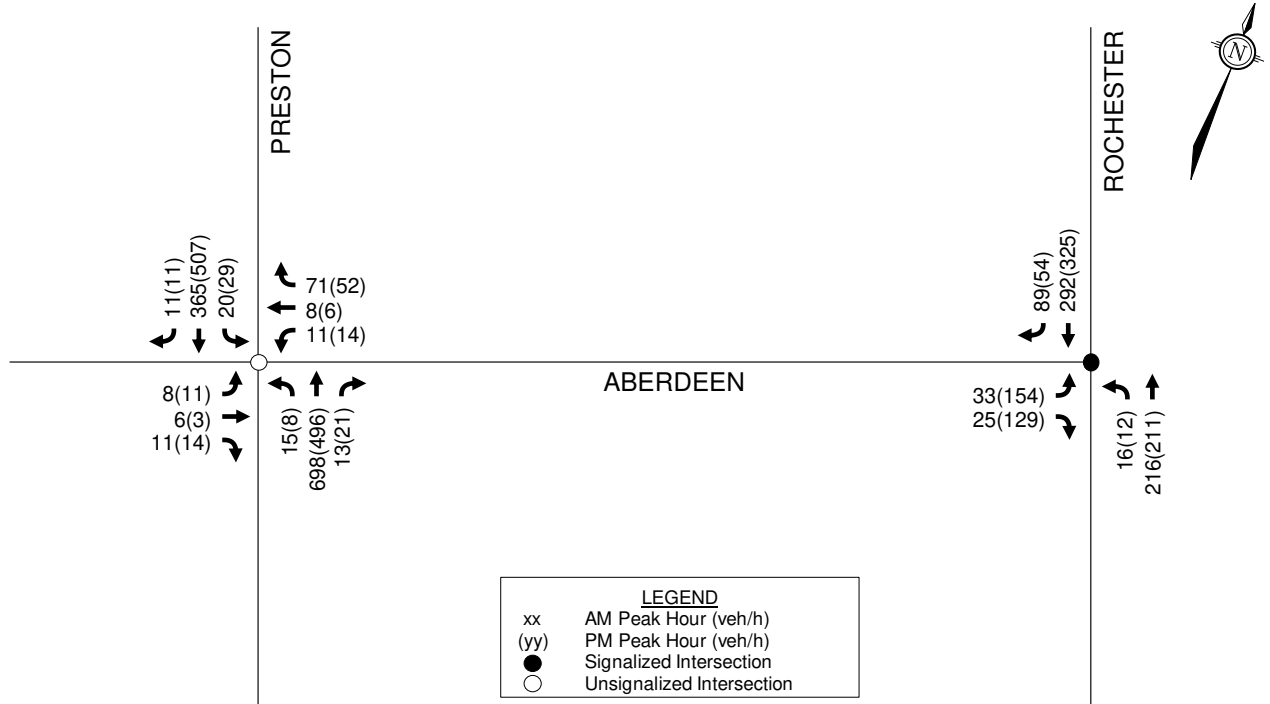 PRESTON
ROCHESTER
N
11(11)
365(507)
20(29)
71(52)
8(6)
11(14)
89(54)
292(325)
ABERDEEN
8(11)
6(3)
11(14)
15(8)
698(496)
13(21)
33(154)
25(129)
16(12)
216(211)
LEGEND
xx AM Peak Hour (veh/h)
(yy) PM Peak Hour (veh/h)
Signalized Intersection
Unsignalized Intersection